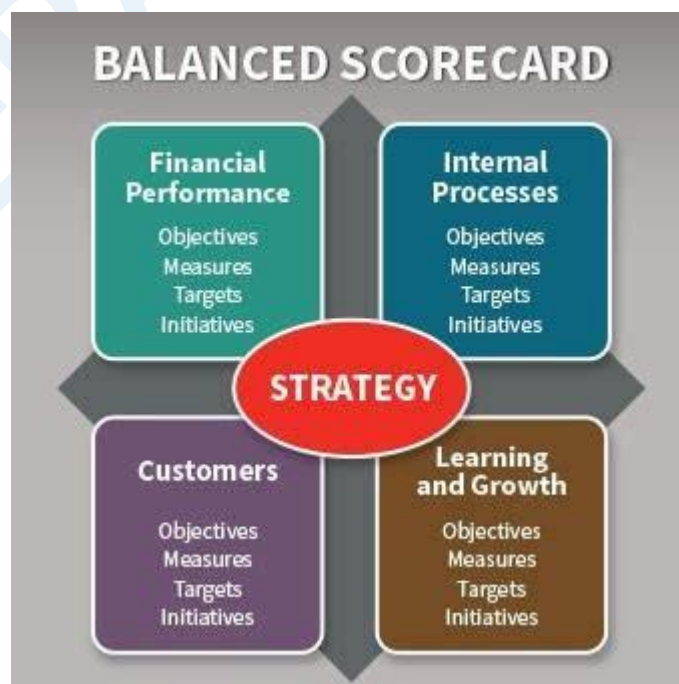 BALANCED SCORECARD
Financial
Performance
Objectives
Measures
Targets
Initiatives
Internal
Processes
Objectives
Measures
Targets
Initiatives
STRATEGY
Customers
Objectives
Measures
Targets
Initiatives
Learning
and Growth
Objectives
Measures
Targets
Initiatives